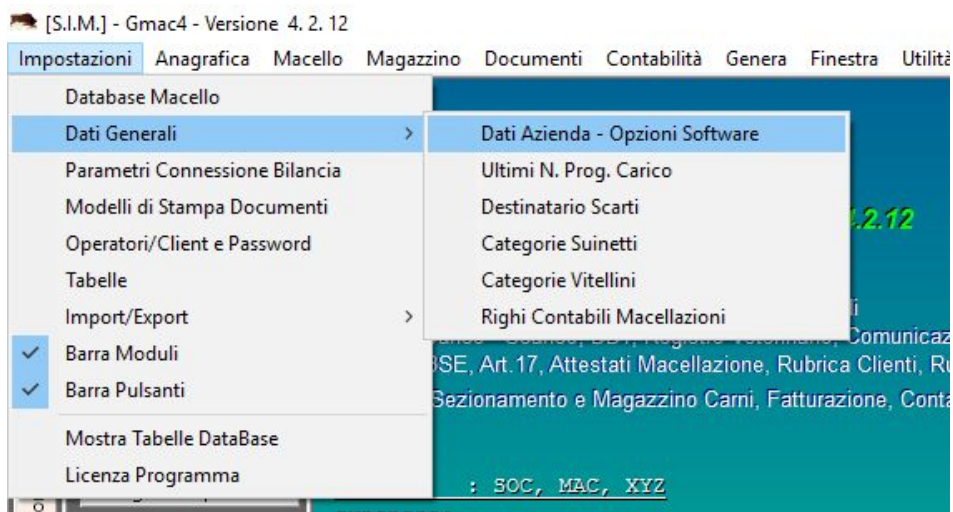 [S.I.M.] - Gmac4 - Versione 4. 2. 12
Impostazioni Anagrafica Macello Magazzino Documenti Contabilità Genera Finestra Utilità
Database Macello
Dati Generali >
Parametri Connessione Bilancia
Modelli di Stampa Documenti
Operatori/Client e Password
Tabelle
Import/Export >
Barra Moduli
Barra Pulsanti
Mostra Tabelle DataBase
Licenza Programma
Dati Azienda - Opzioni Software
Ultimi N. Prog. Carico
Destinatario Scarti
Categorie Suinetti
Categorie Vitellini
Righi Contabili Macellazioni
.2.12
BSE, Art.17, Attestati Macellazione, Rubrica Clienti,
Sezionamento e Magazzino Carni, Fatturazione,
: SOC, MAC, XYZ